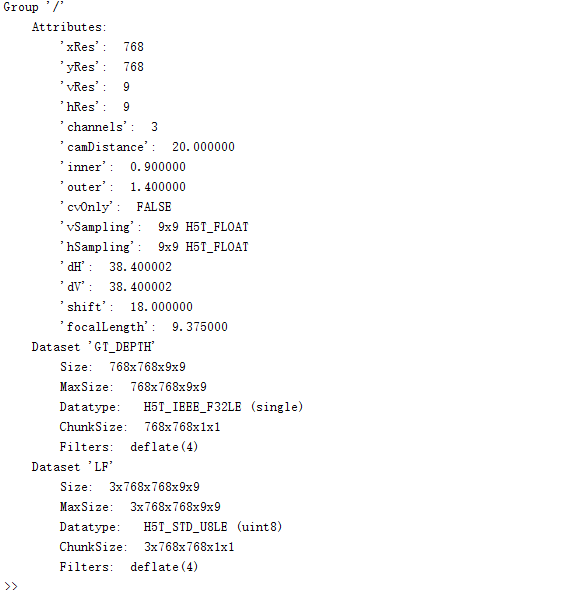 Group '/'
Attributes:
'xRes': 768
'yRes': 768
'vRes': 9
'hRes': 9
'channels': 3
'camDistance': 20.000000
'inner': 0.900000
'outer': 1.400000
'cvOnly': FALSE
'vSampling': 9x9 H5T_FLOAT
'hSampling': 9x9 H5T_FLOAT
'dH': 38.400002
'dV': 38.400002
'shift': 18.000000
'focalLength': 9.375000
Dataset 'GT_DEPTH'
Size: 768x768x9x9
MaxSize: 768x768x9x9
Datatype: H5T_IEEE_F32LE (single)
ChunkSize: 768x768x1x1
Filters: deflate(4)
Dataset 'LF'
Size: 3x768x768x9x9
MaxSize: 3x768x768x9x9
Datatype: H5T_STD_U8LE (uint8)
ChunkSize: 3x768x768x1x1
Filters: deflate(4)
>>